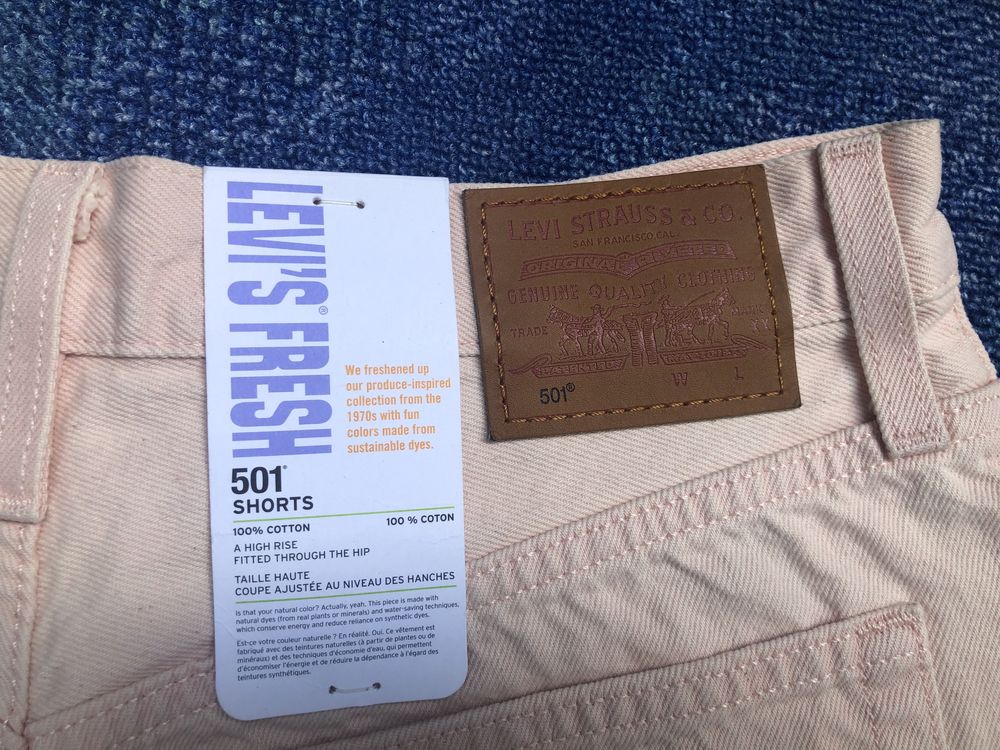 LEVI'S® FRESH
We freshened up
our produce-inspired
collection from the
1970s with fun
colors made from
sustainable dyes.
501®
SHORTS
100% COTTON 100 % COTON
A HIGH RISE
FITTED THROUGH THE HIP
TAILLE HAUTE
COUPE AJUSTÉE AU NIVEAU DES HANCHES
Is that your natural color? Actually, yeah. This piece is made with
natural dyes (from real plants or minerals) and water-saving techniques,
which conserve energy and reduce reliance on synthetic dyes.
Est-ce votre couleur naturelle ? En réalité. Oui. Ce vêtement est
fabriqué avec des teintures naturelles (à partir de plantes ou de
minéraux) et des techniques d'économie d'eau, qui permettent
d'économiser l'énergie et de réduire la dépendance à l'égard des
teintures synthétiques.
LEVI STRAUSS & CO.
SAN FRANCISCO, CAL.
ORIGINAL RIVETED
GENUINE QUALITY CLOTHING
TRADE MARK
XX
PATENTED
501® W L